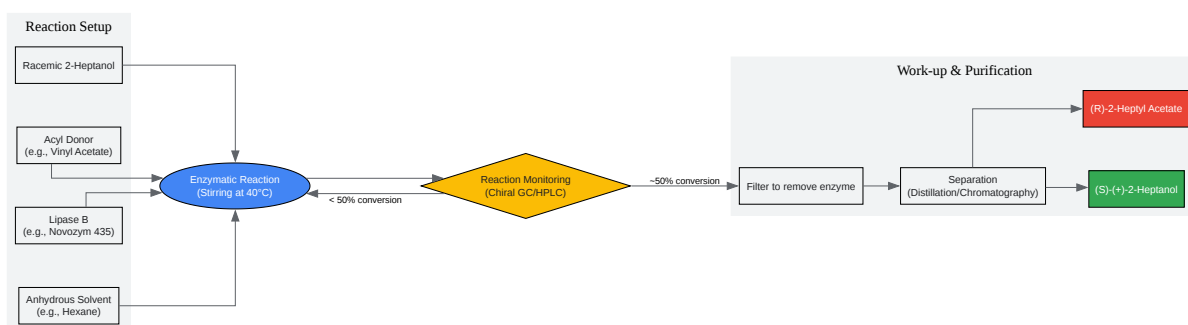 Reaction Setup
Racemic 2-Heptanol
Acyl Donor
(e.g., Vinyl Acetate)
Lipase B
(e.g., Novozym 435)
Anhydrous Solvent
(e.g., Hexane)
Enzymatic Reaction
(Stirring at 40°C)
< 50% conversion
Reaction Monitoring
(Chiral GC/HPLC)
~50% conversion
Work-up & Purification
Filter to remove enzyme
Separation
(Distillation/Chromatography)
(R)-2-Heptyl Acetate
(S)-(+)-2-Heptanol